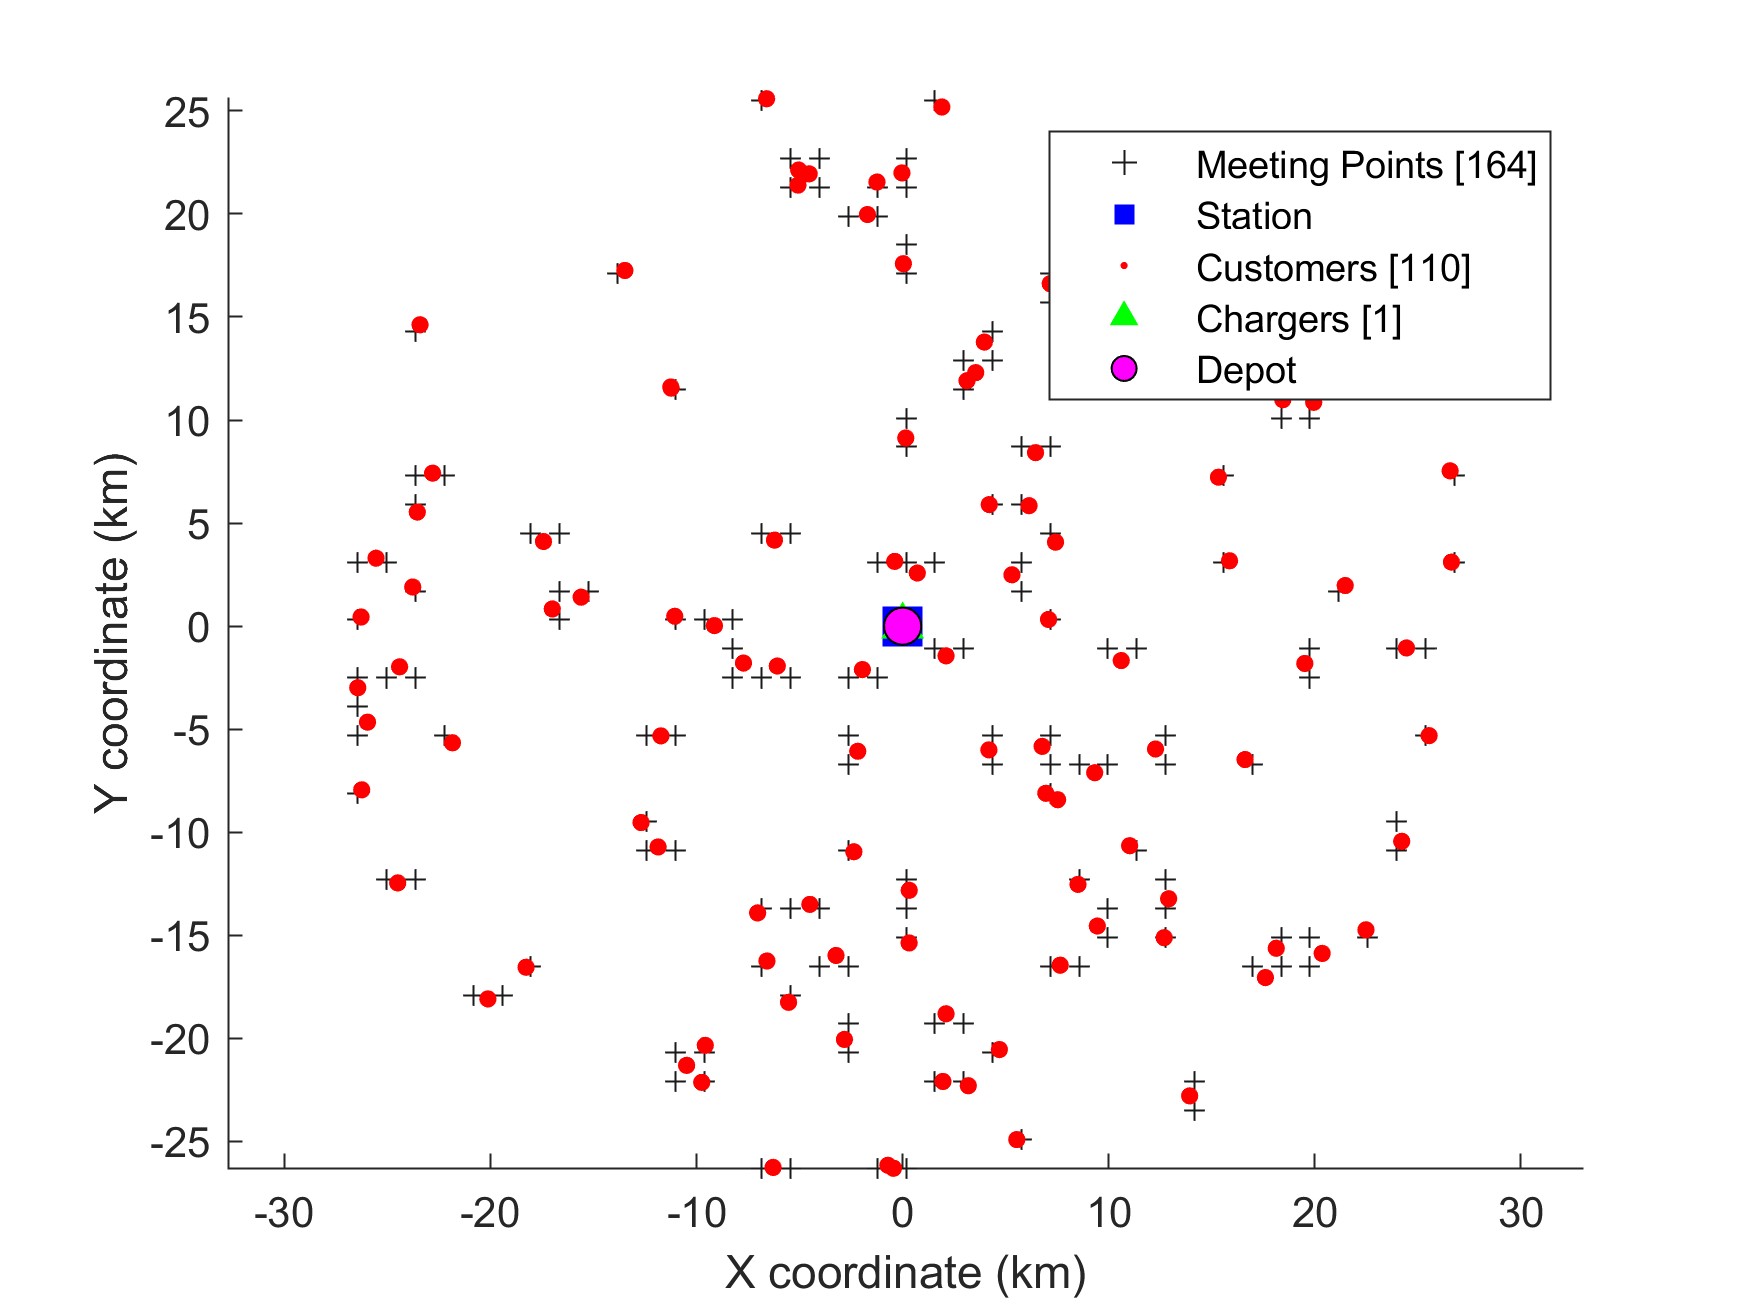 25
20
15
10
5
0
-5
-10
-15
-20
-25
Y coordinate (km)
Meeting Points [164]
Station
Customers [110]
Chargers [1]
Depot
-30 -20 -10 0 10 20 30
X coordinate (km)